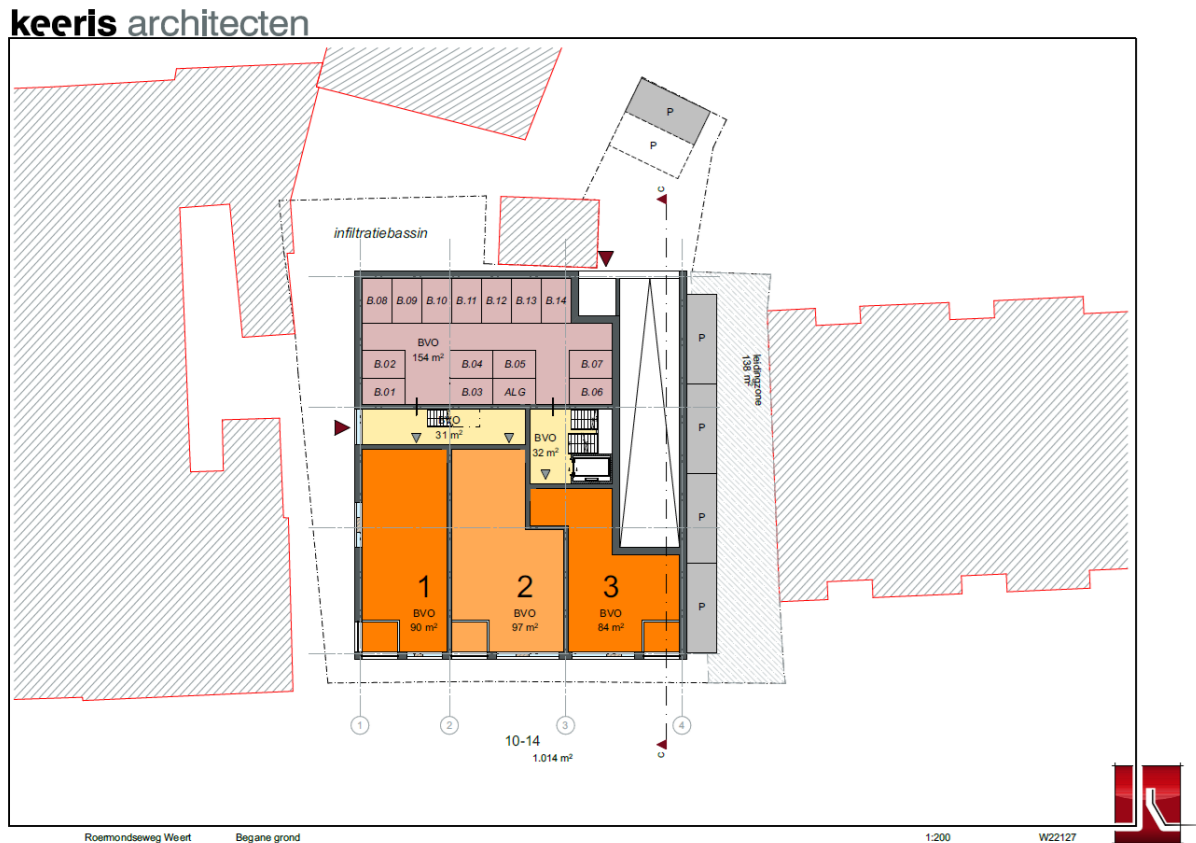 keeris architecten
P
P
C
infiltratiebassin
B.08 B.09 B.10 B.11 B.12 B.13 B.14
BVO
154 m²
B.02 B.04 B.05 B.07
B.01 B.03 ALG B.06
P
leidingzone
138 m²
P
BVO
31 m²
BVO
32 m²
P
1
BVO
90 m²
2
BVO
97 m²
3
BVO
84 m²
P
1 2 3 4
10-14
1.014 m²
C
Roermondseweg Weert Begane grond 1:200 W22127